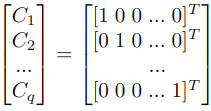 C_1 [1 0 0 ... 0]^T
C_2 = [0 1 0 ... 0]^T
... ...
C_q [0 0 0 ... 1]^T